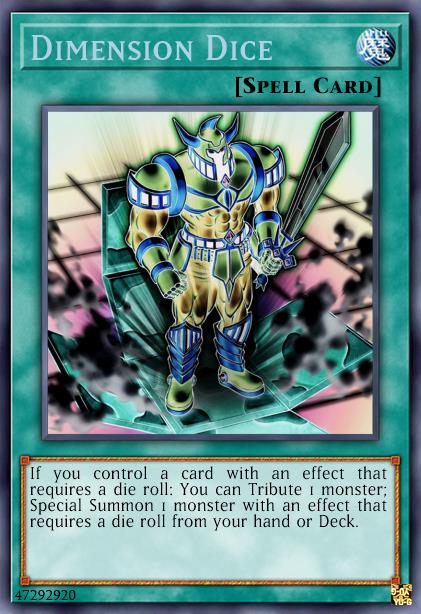 DIMENSION DICE
魔
[SPELL CARD]
If you control a card with an effect that
requires a die roll: You can Tribute 1 monster;
Special Summon 1 monster with an effect that
requires a die roll from your hand or Deck.
47292920